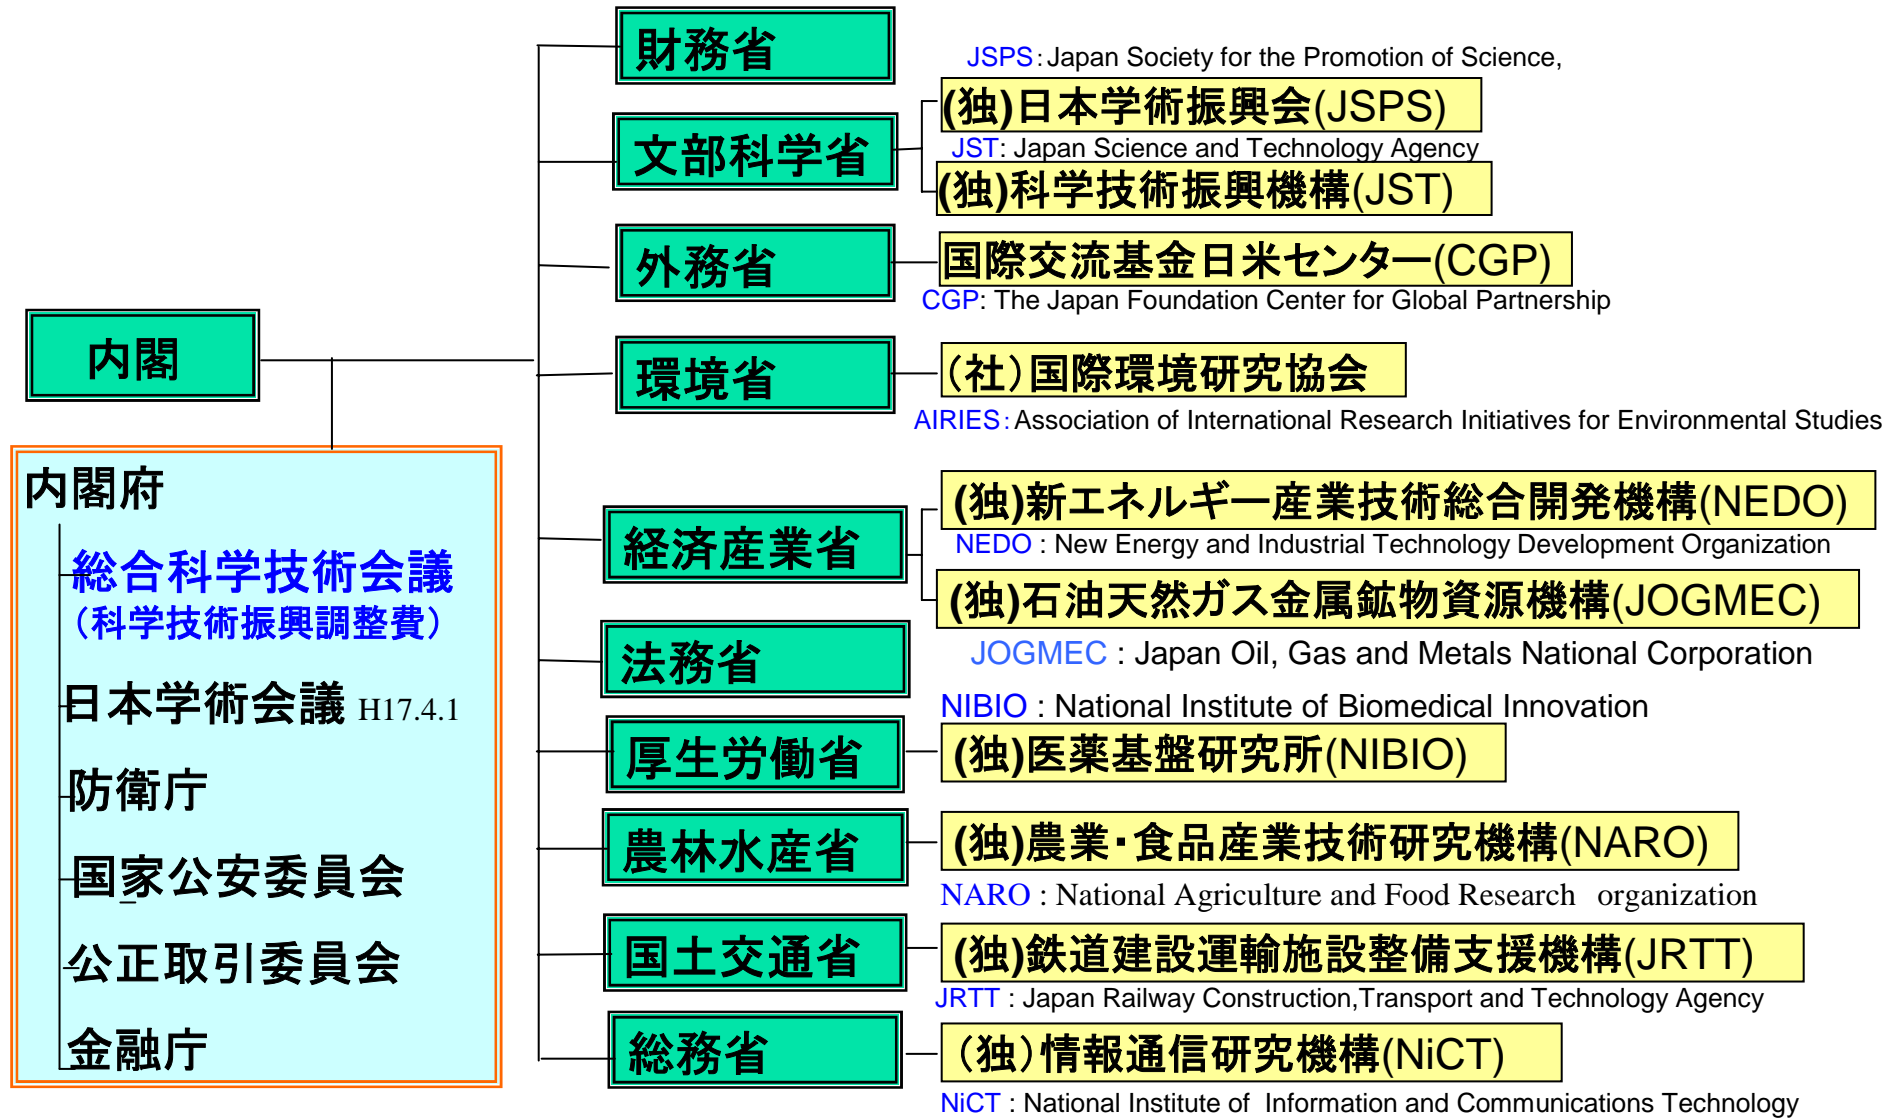 財務省
JSPS：Japan Society for the Promotion of Science,
(独)日本学術振興会(JSPS)
文部科学省
JST: Japan Science and Technology Agency
(独)科学技術振興機構(JST)
外務省
国際交流基金日米センター(CGP)
CGP: The Japan Foundation Center for Global Partnership
内閣
環境省
（社）国際環境研究協会
AIRIES：Association of International Research Initiatives for Environmental Studies
内閣府
総合科学技術会議
（科学技術振興調整費）
日本学術会議 H17.4.1
防衛庁
国家公安委員会
公正取引委員会
金融庁
経済産業省
(独)新エネルギー産業技術総合開発機構(NEDO)
NEDO : New Energy and Industrial Technology Development Organization
(独)石油天然ガス金属鉱物資源機構(JOGMEC)
法務省
JOGMEC : Japan Oil, Gas and Metals National Corporation
NIBIO : National Institute of Biomedical Innovation
厚生労働省
(独)医薬基盤研究所(NIBIO)
農林水産省
(独)農業・食品産業技術研究機構(NARO)
NARO : National Agriculture and Food Research organization
国土交通省
(独)鉄道建設運輸施設整備支援機構(JRTT)
JRTT : Japan Railway Construction,Transport and Technology Agency
総務省
（独）情報通信研究機構(NiCT)
NiCT : National Institute of Information and Communications Technology